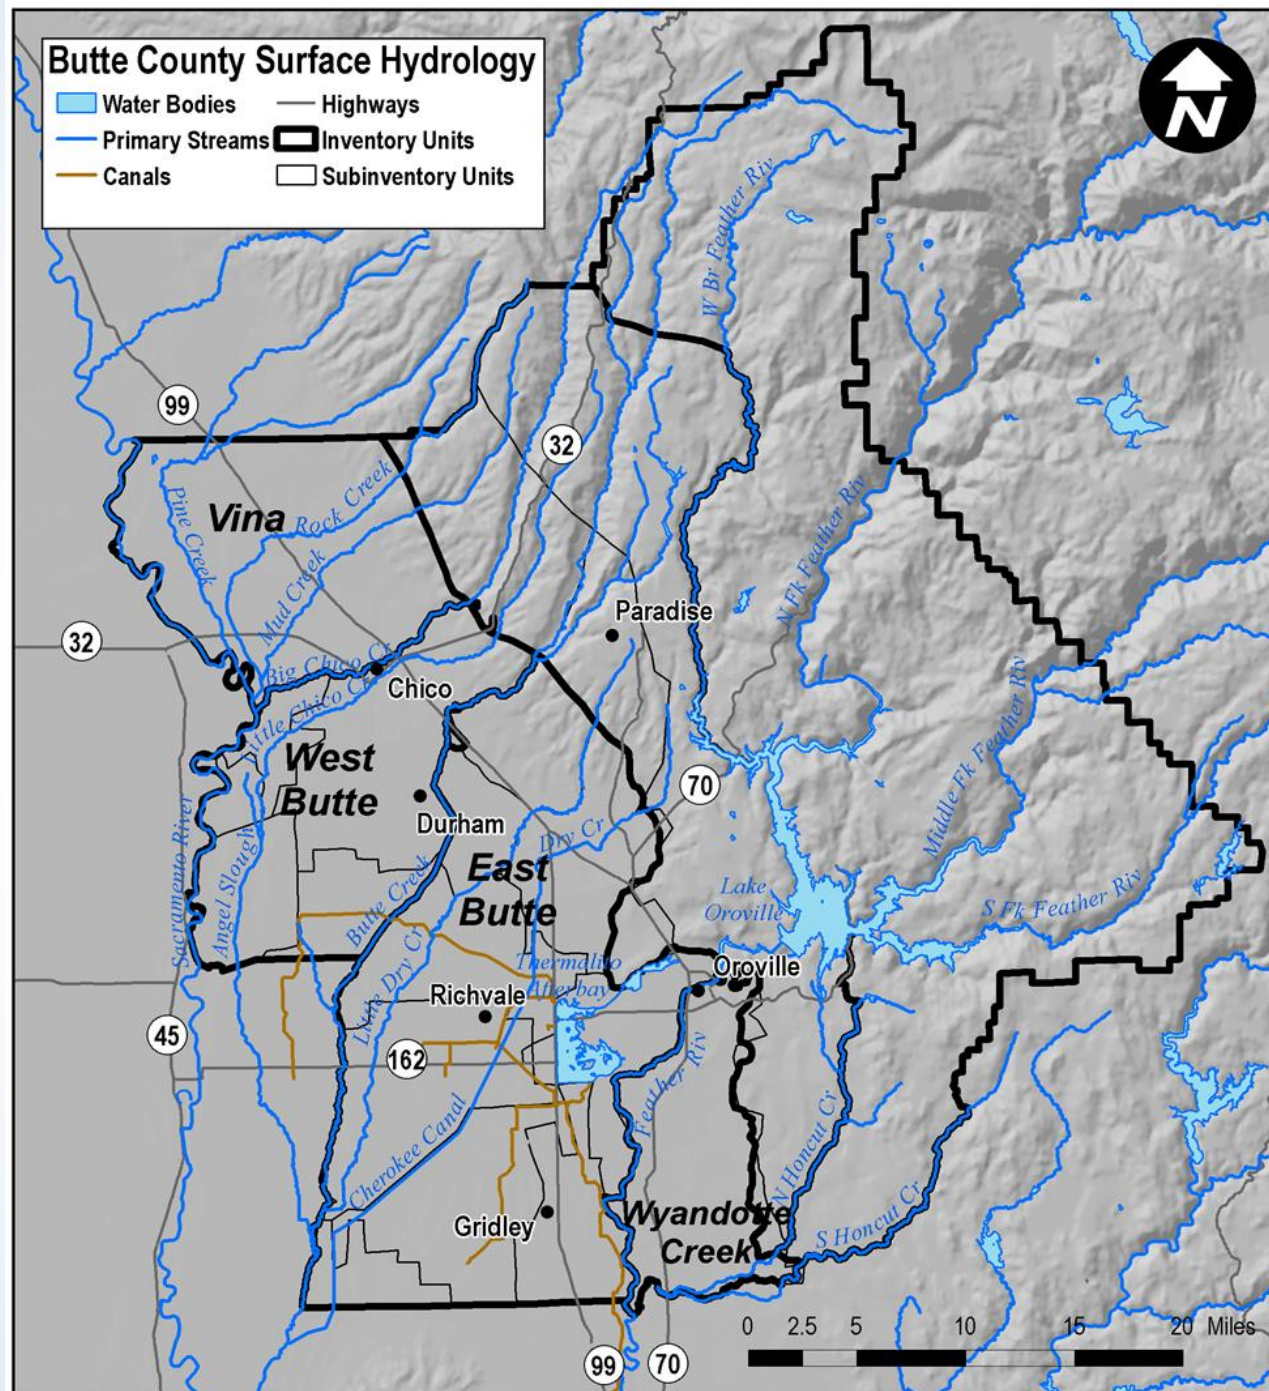 Butte County Surface Hydrology
Water Bodies
Highways
Primary Streams
Inventory Units
Canals
Subinventory Units
N
W Br Feather Riv
99
32
Rock Creek
Vina
Pine Creek
Mud Creek
N Fk Feather Riv
Paradise
32
Big Chico Cr
Chico
Little Chico Cr
Middle Fk Feather Riv
West
Butte
70
Durham
Sacramento River
Angel Slough
Dry Cr
East
Butte
Butte Creek
Lake
Oroville
S Fk Feather Riv
Little Dry Cr
Thermalito
Afterbay
Oroville
Richvale
45
162
Feather Riv
Cherokee Canal
N Honcut Cr
Gridley
Wyandotte
Creek
S Honcut Cr
0 2.5 5 10 15 20 Miles
99
70